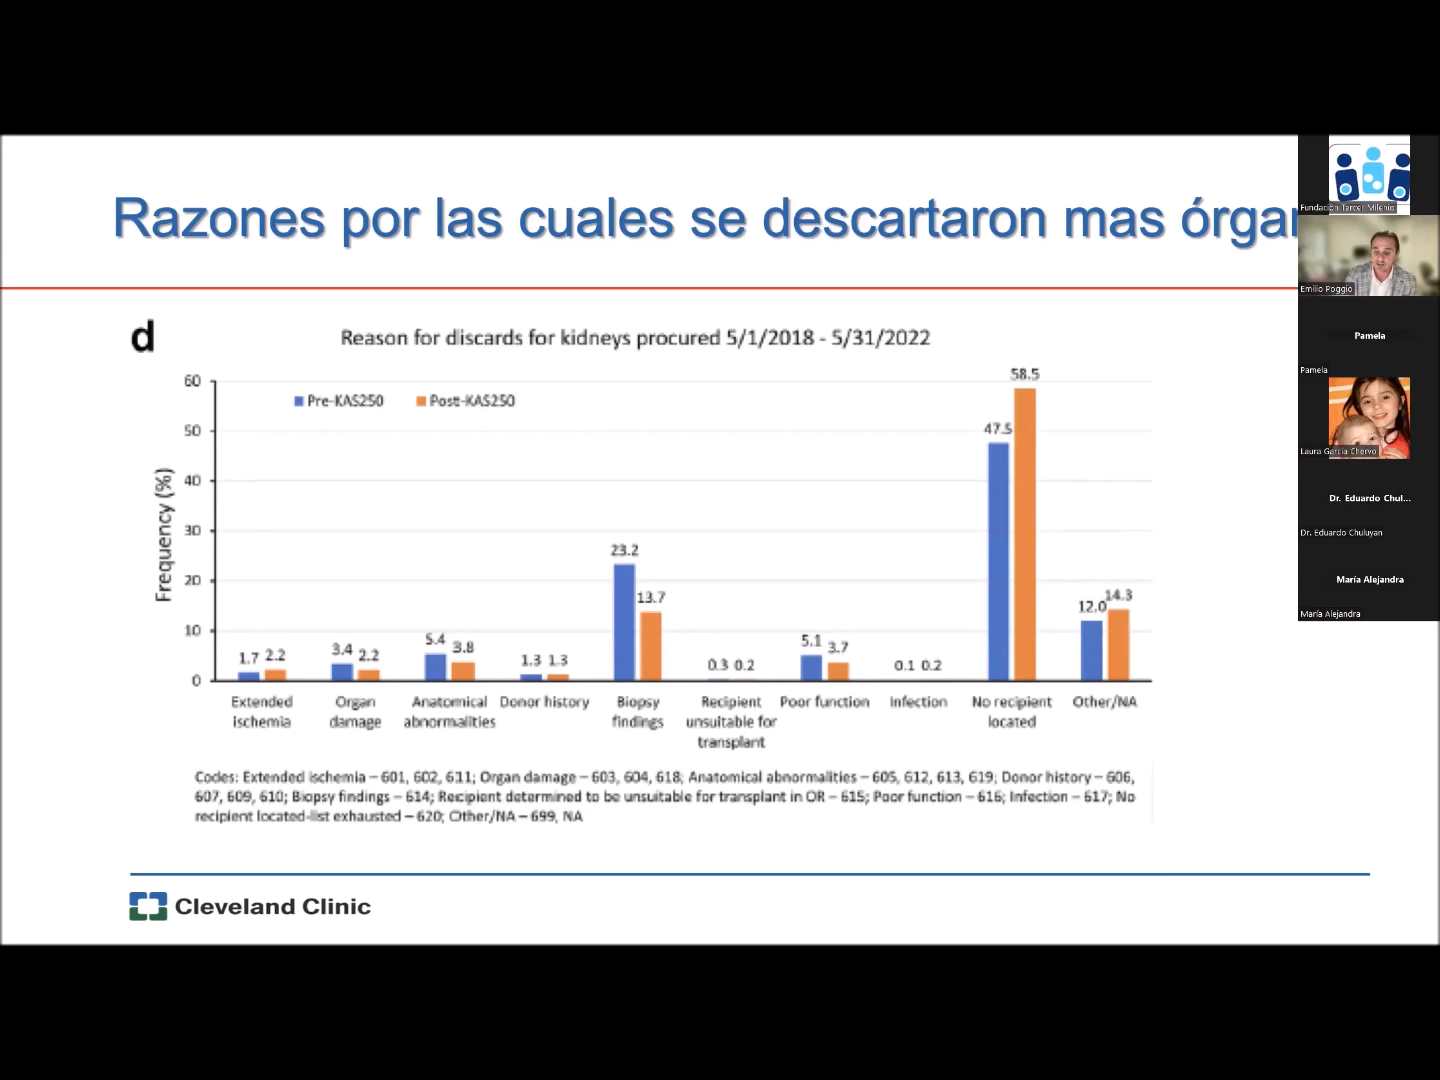 Razones por las cuales se descartaron mas órgan
d
Reason for discards for kidneys procured 5/1/2018 - 5/31/2022
Pre-KAS250
Post-KAS250
Frequency (%)
60
50
40
30
20
10
0
1.7 2.2
3.4 2.2
5.4 3.8
1.3 1.3
23.2 13.7
0.3 0.2
5.1 3.7
0.1 0.2
47.5 58.5
12.0 14.3
Extended
ischemia
Organ
damage
Anatomical
abnormalities
Donor history
Biopsy
findings
Recipient
unsuitable for
transplant
Poor function
Infection
No recipient
located
Other/NA
Codes: Extended ischemia – 601, 602, 611; Organ damage – 603, 604, 618; Anatomical abnormalities – 605, 612, 613, 619; Donor history – 606,
607, 609, 610; Biopsy findings – 614; Recipient determined to be unsuitable for transplant in OR – 615; Poor function – 616; Infection – 617; No
recipient located-list exhausted – 620; Other/NA – 699, NA
Cleveland Clinic
Fundación Tercer Milenio
Emilio Poggio
Pamela
Pamela
Laura Garcia Chervo
Dr. Eduardo Chul...
Dr. Eduardo Chuluyan
María Alejandra
María Alejandra